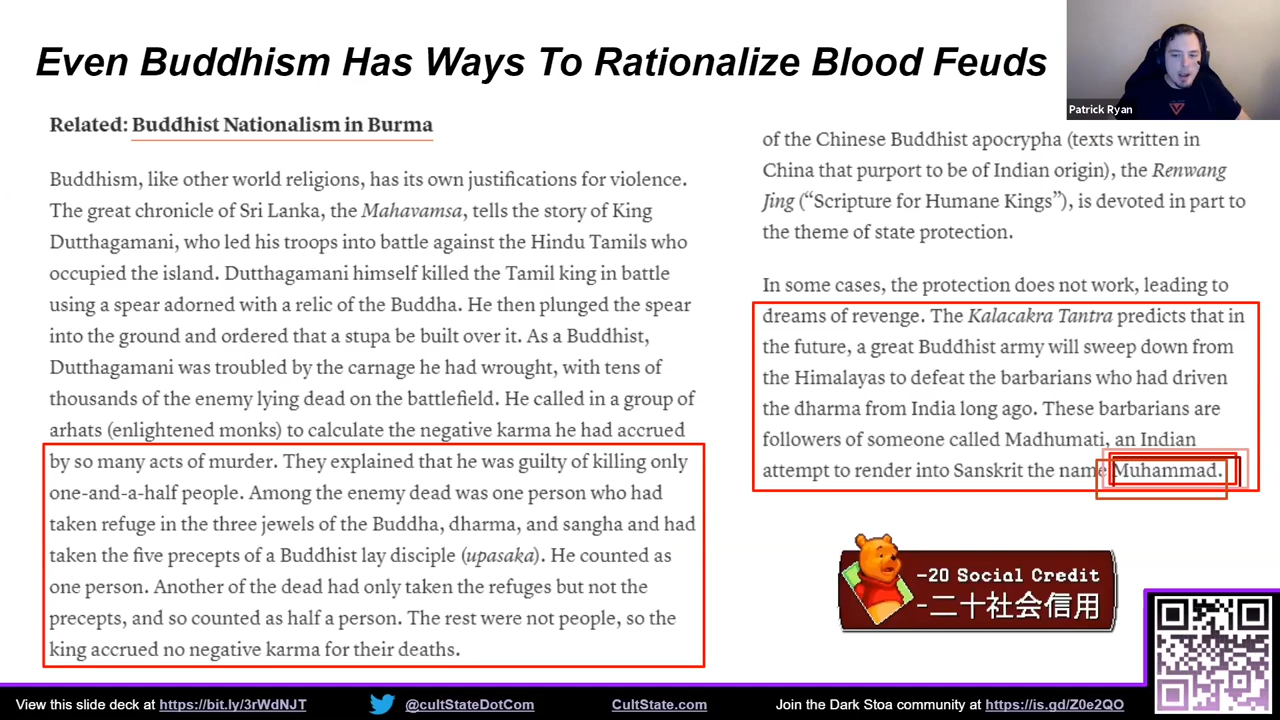 Even Buddhism Has Ways To Rationalize Blood Feuds
Patrick Ryan
Related: Buddhist Nationalism in Burma
Buddhism, like other world religions, has its own justifications for violence.
The great chronicle of Sri Lanka, the Mahavamsa, tells the story of King
Dutthagamani, who led his troops into battle against the Hindu Tamils who
occupied the island. Dutthagamani himself killed the Tamil king in battle
using a spear adorned with a relic of the Buddha. He then plunged the spear
into the ground and ordered that a stupa be built over it. As a Buddhist,
Dutthagamani was troubled by the carnage he had wrought, with tens of
thousands of the enemy lying dead on the battlefield. He called in a group of
arhats (enlightened monks) to calculate the negative karma he had accrued
by so many acts of murder. They explained that he was guilty of killing only
one-and-a-half people. Among the enemy dead was one person who had
taken refuge in the three jewels of the Buddha, dharma, and sangha and had
taken the five precepts of a Buddhist lay disciple (upasaka). He counted as
one person. Another of the dead had only taken the refuges but not the
precepts, and so counted as half a person. The rest were not people, so the
king accrued no negative karma for their deaths.
of the Chinese Buddhist apocrypha (texts written in
China that purport to be of Indian origin), the Renwang
Jing (“Scripture for Humane Kings”), is devoted in part to
the theme of state protection.
In some cases, the protection does not work, leading to
dreams of revenge. The Kalacakra Tantra predicts that in
the future, a great Buddhist army will sweep down from
the Himalayas to defeat the barbarians who had driven
the dharma from India long ago. These barbarians are
followers of someone called Madhumati, an Indian
attempt to render into Sanskrit the name Muhammad.
-20 Social Credit
-二十社会信用
View this slide deck at https://bit.ly/3rWdNJT
@cultStateDotCom
CultState.com
Join the Dark Stoa community at https://is.gd/Z0e2QO